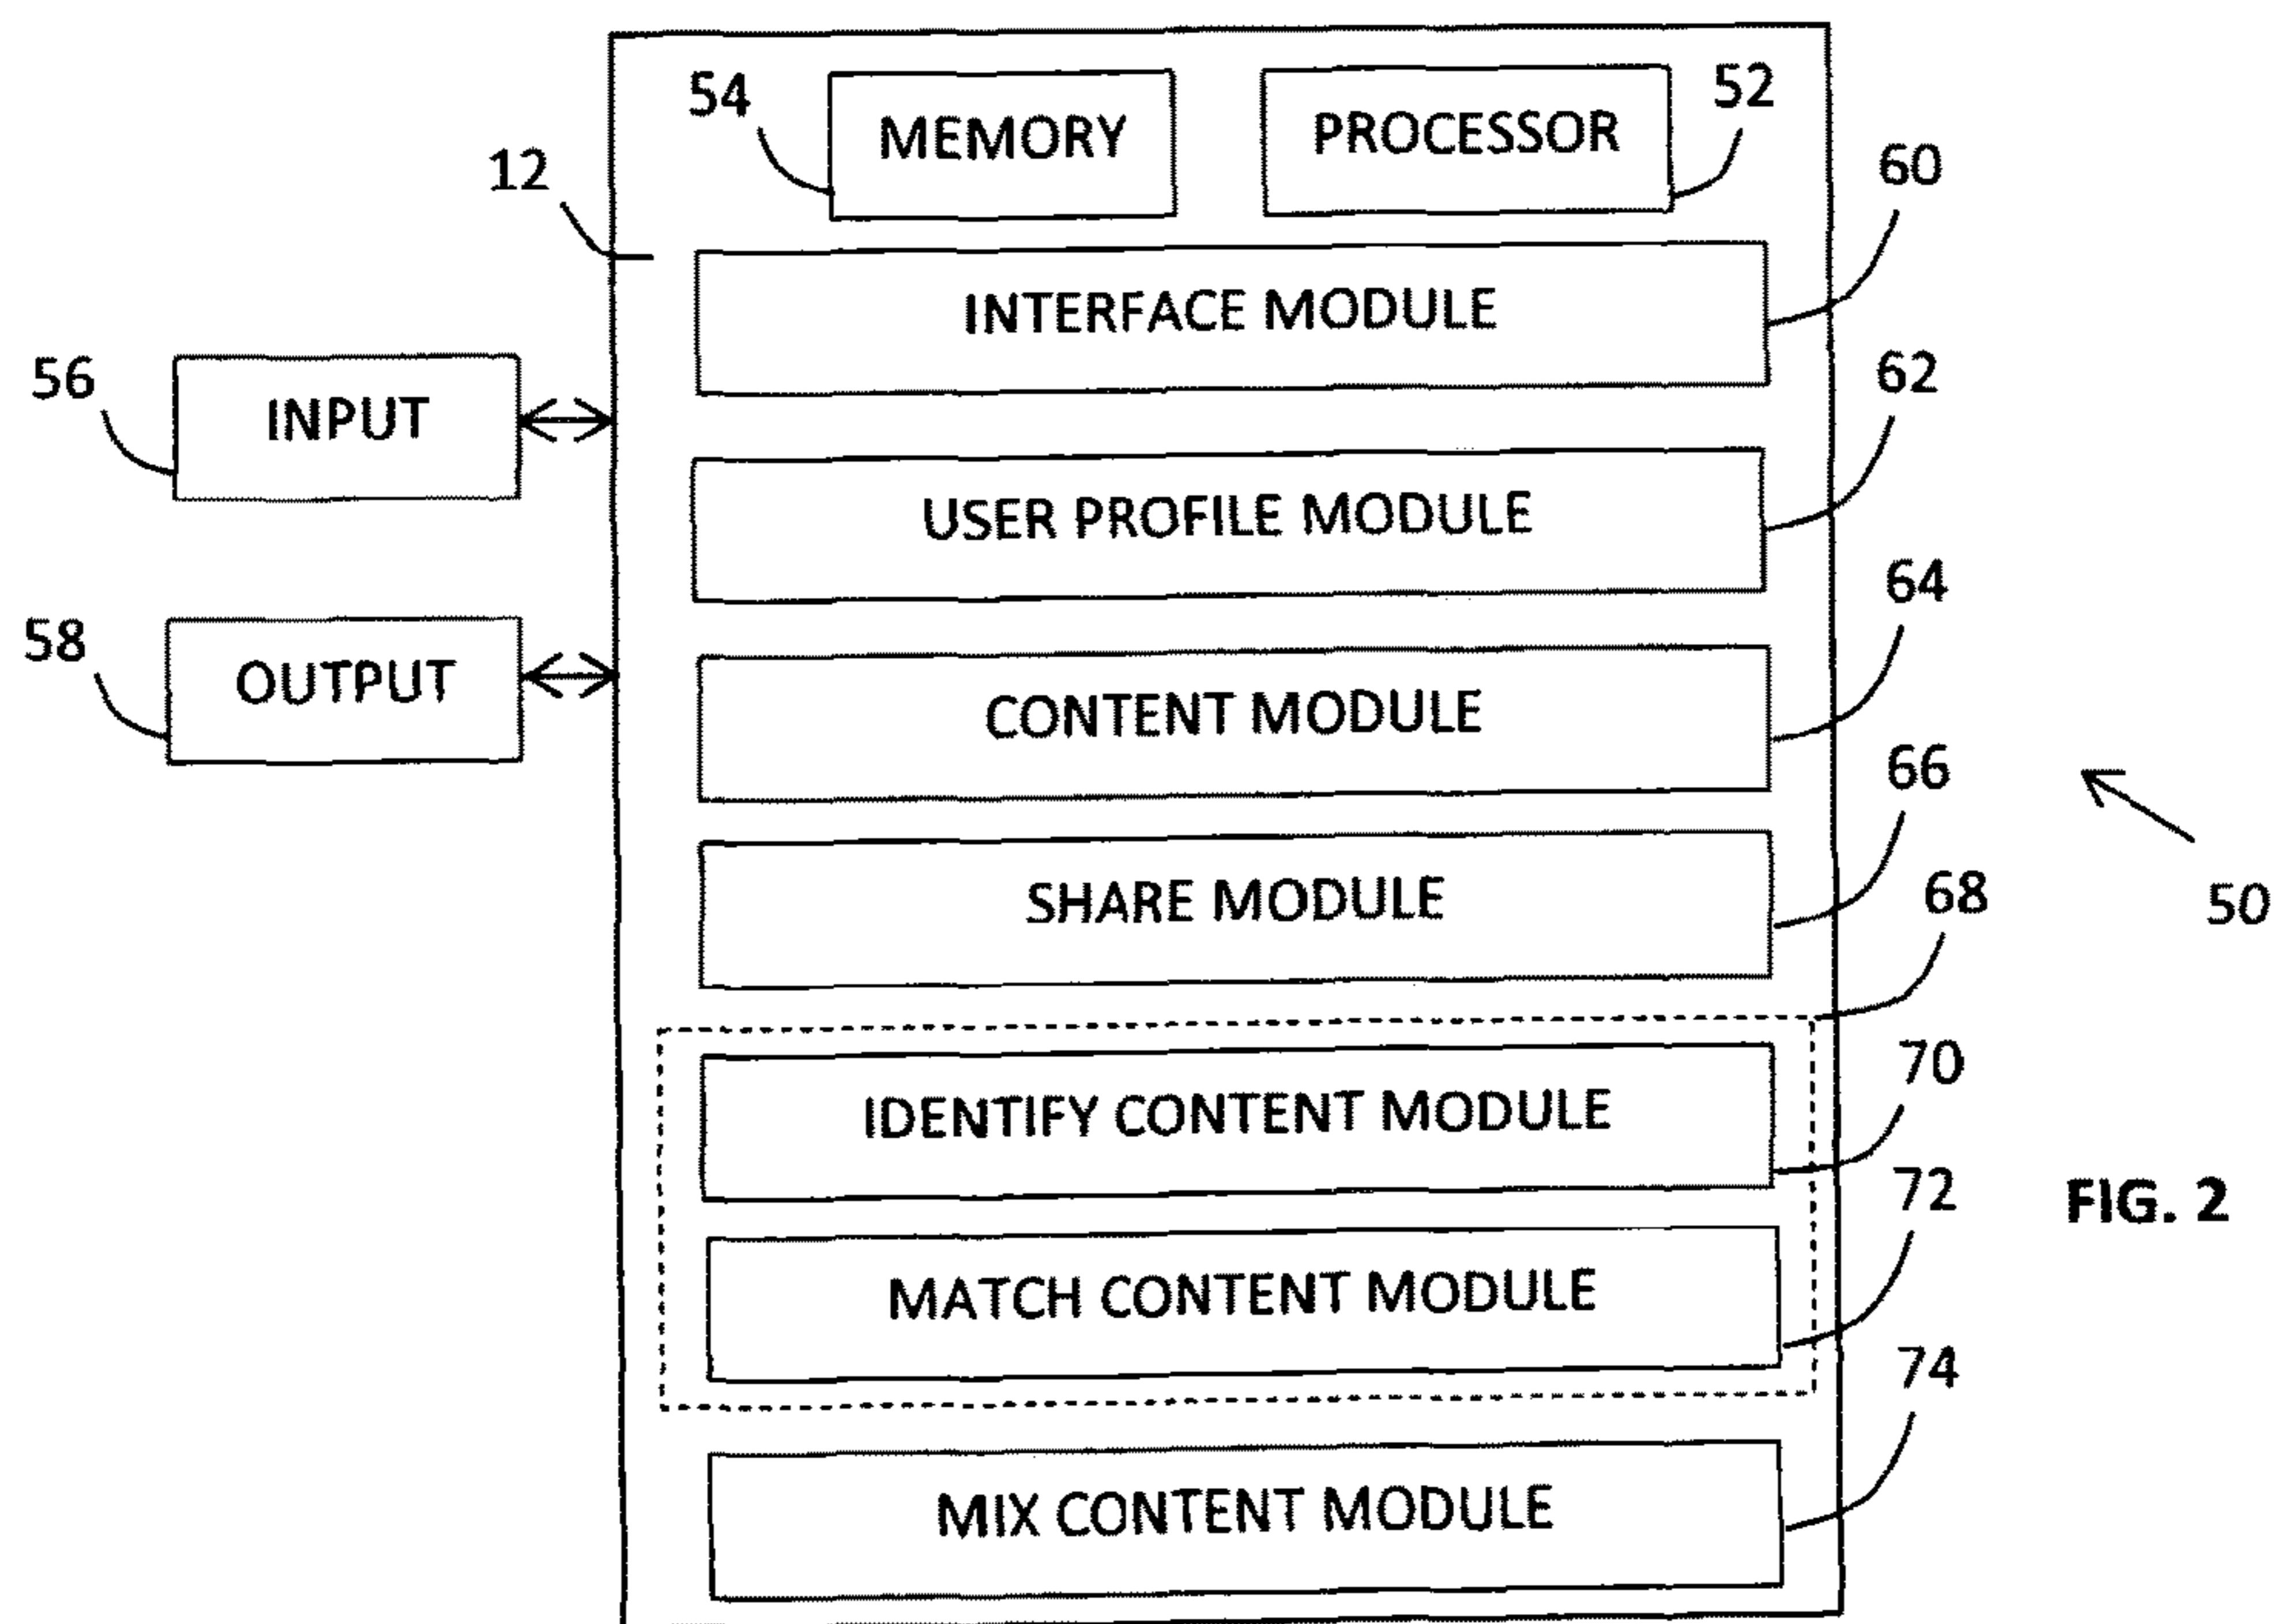 54 MEMORY PROCESSOR 52
12
60
INTERFACE MODULE
56 INPUT
62
USER PROFILE MODULE
64
58 OUTPUT
CONTENT MODULE
66
SHARE MODULE
68
50
70
IDENTIFY CONTENT MODULE
72
FIG. 2
MATCH CONTENT MODULE
74
MIX CONTENT MODULE